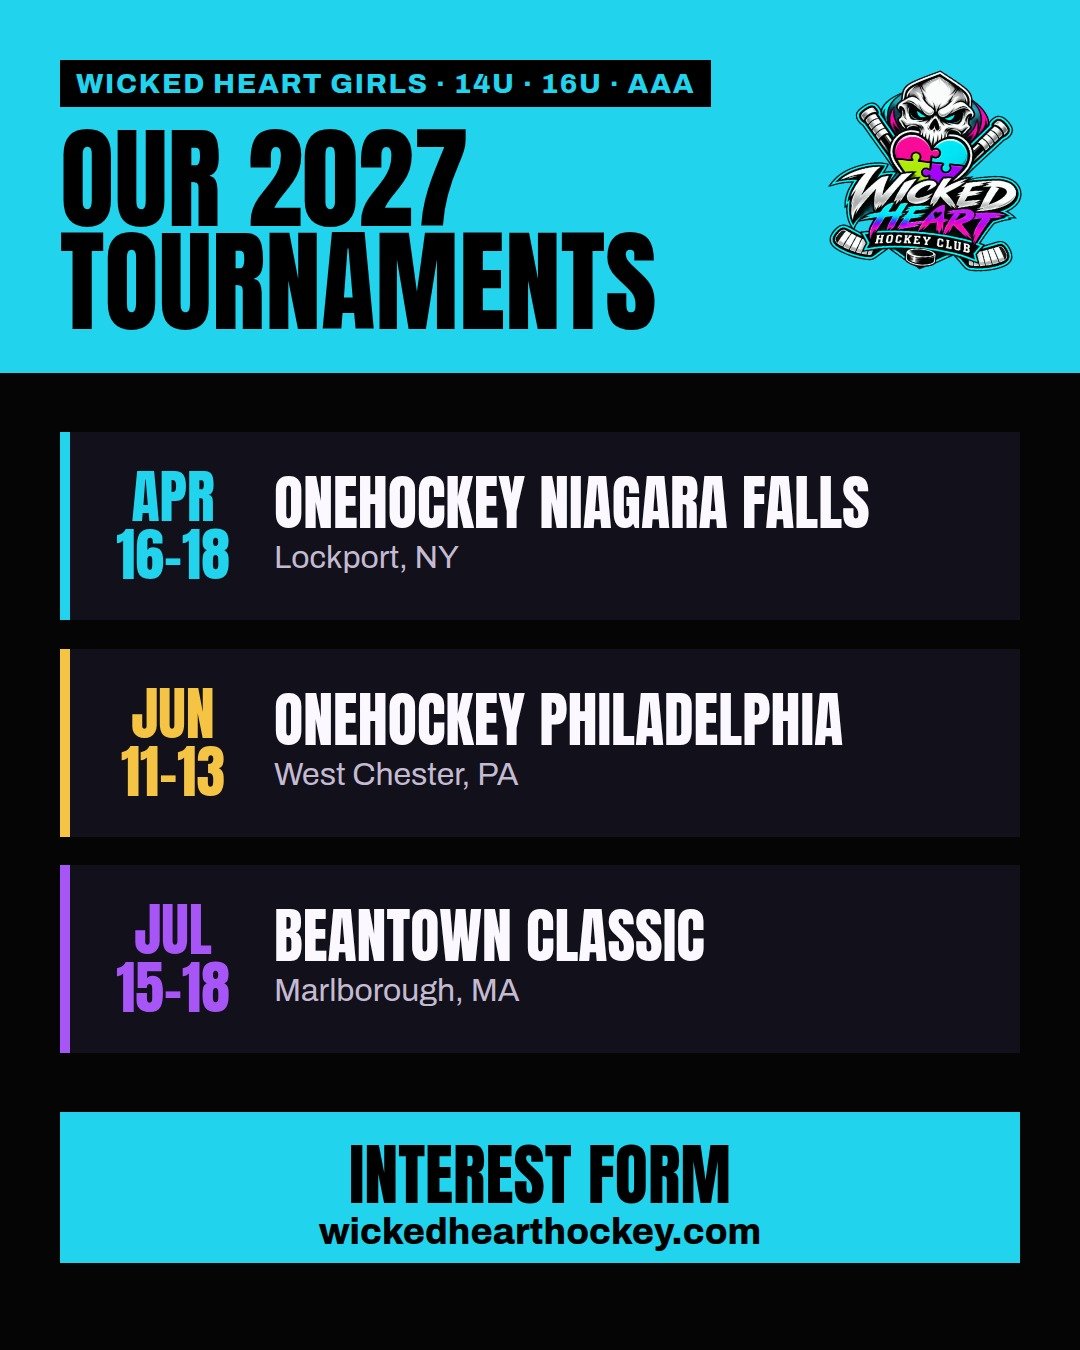 WICKED HEART GIRLS · 14U · 16U · AAA
OUR 2027
TOURNAMENTS
WICKED
HEART
HOCKEY CLUB
APR
16-18
ONEHOCKEY NIAGARA FALLS
Lockport, NY
JUN
11-13
ONEHOCKEY PHILADELPHIA
West Chester, PA
JUL
15-18
BEANTOWN CLASSIC
Marlborough, MA
INTEREST FORM
wickedhearthockey.com